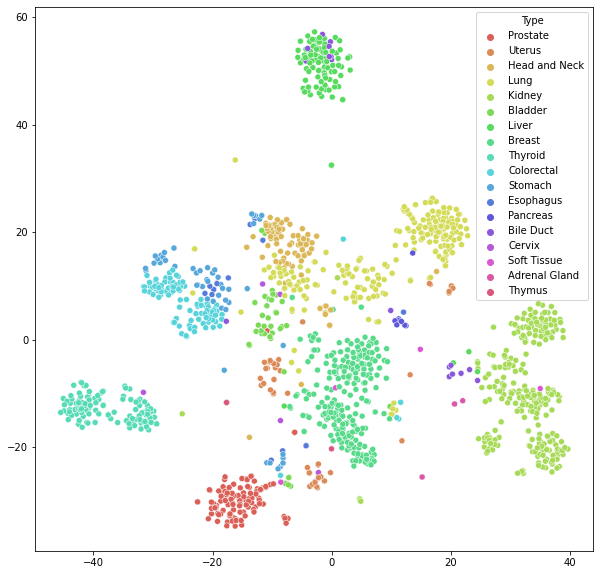 60
40
20
0
−20
−40
−20
0
20
40
Type
Prostate
Uterus
Head and Neck
Lung
Kidney
Bladder
Liver
Breast
Thyroid
Colorectal
Stomach
Esophagus
Pancreas
Bile Duct
Cervix
Soft Tissue
Adrenal Gland
Thymus